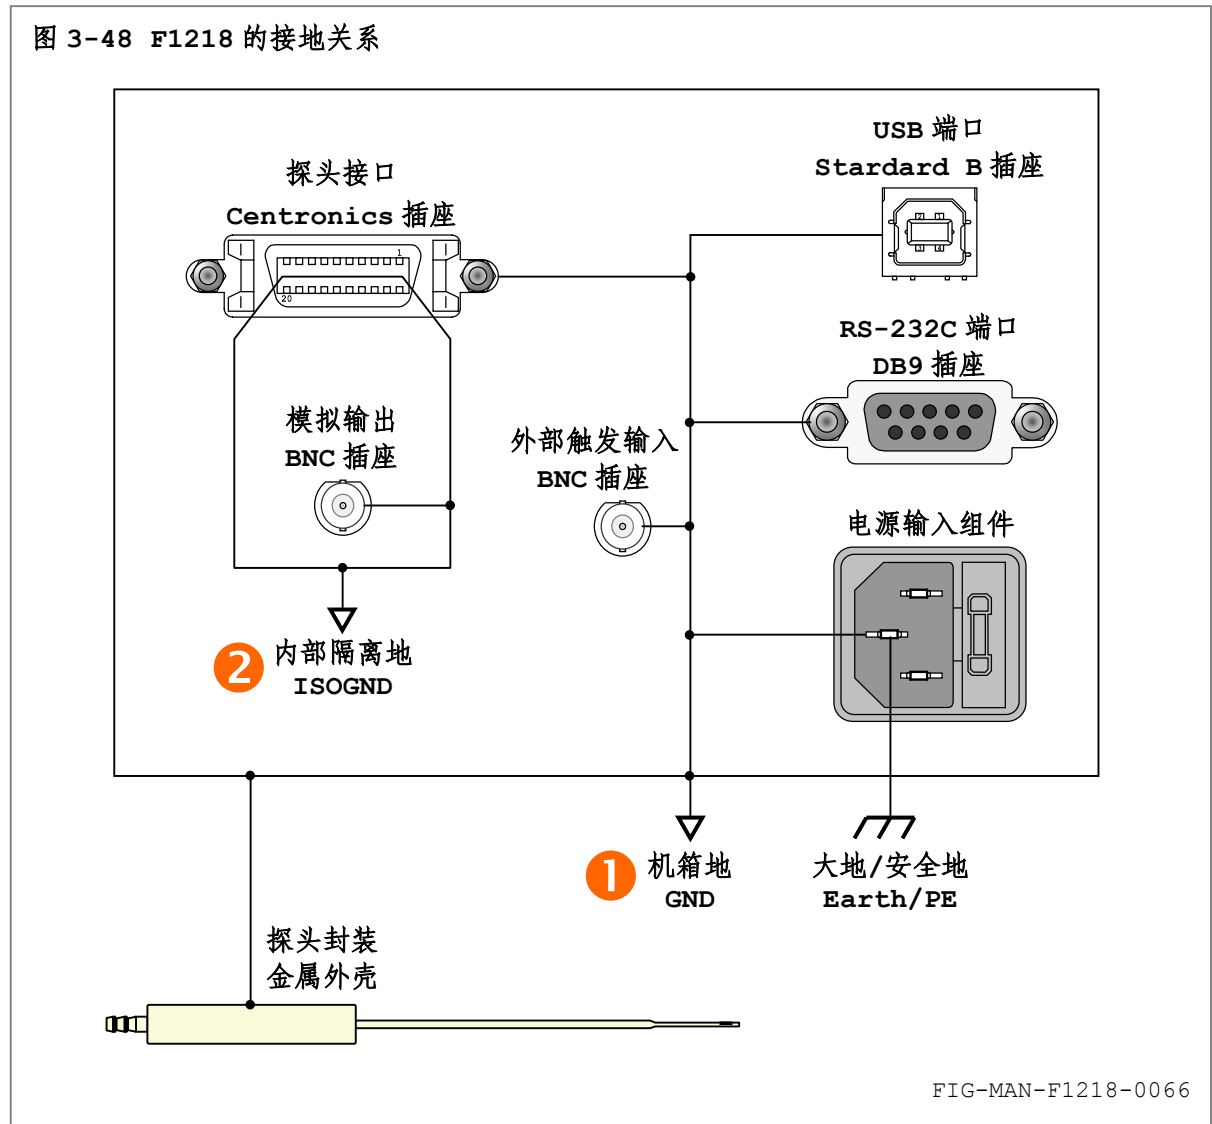 图 3-48 F1218 的接地关系
USB 端口
Stardard B 插座
探头接口
Centronics 插座
1
20
2 1
3 4
RS-232C 端口
DB9 插座
模拟输出
BNC 插座
外部触发输入
BNC 插座
电源输入组件
2
内部隔离地
ISOGND
1
机箱地
GND
大地/安全地
Earth/PE
探头封装
金属外壳
FIG-MAN-F1218-0066